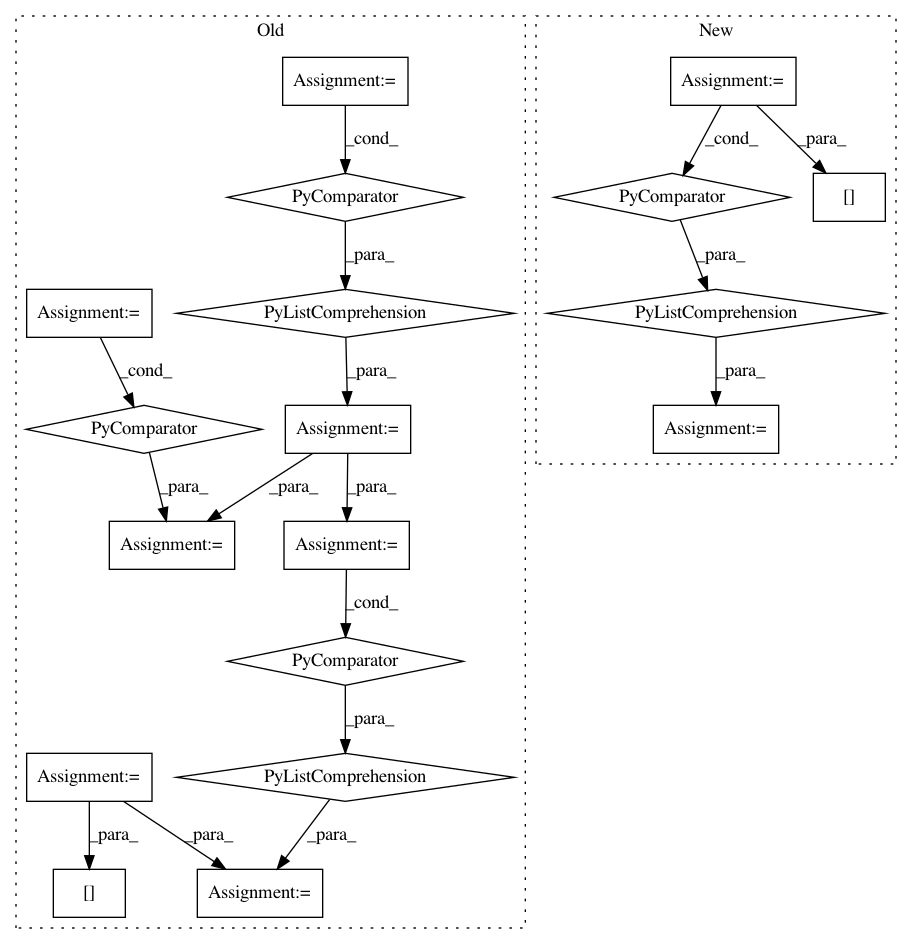 Old
New
Assignment:=
Assignment:=
_cond_
_cond_
_para_
PyComparator
PyComparator
[]
_para_
_para_
Assignment:=
PyListComprehension
PyListComprehension
_cond_
_para_
_para_
PyComparator
Assignment:=
Assignment:=
_para_
_para_
_para_
Assignment:=
Assignment:=
_cond_
PyComparator
_para_
Assignment:=
PyListComprehension
_para_
_para_
_para_
[]
Assignment:=